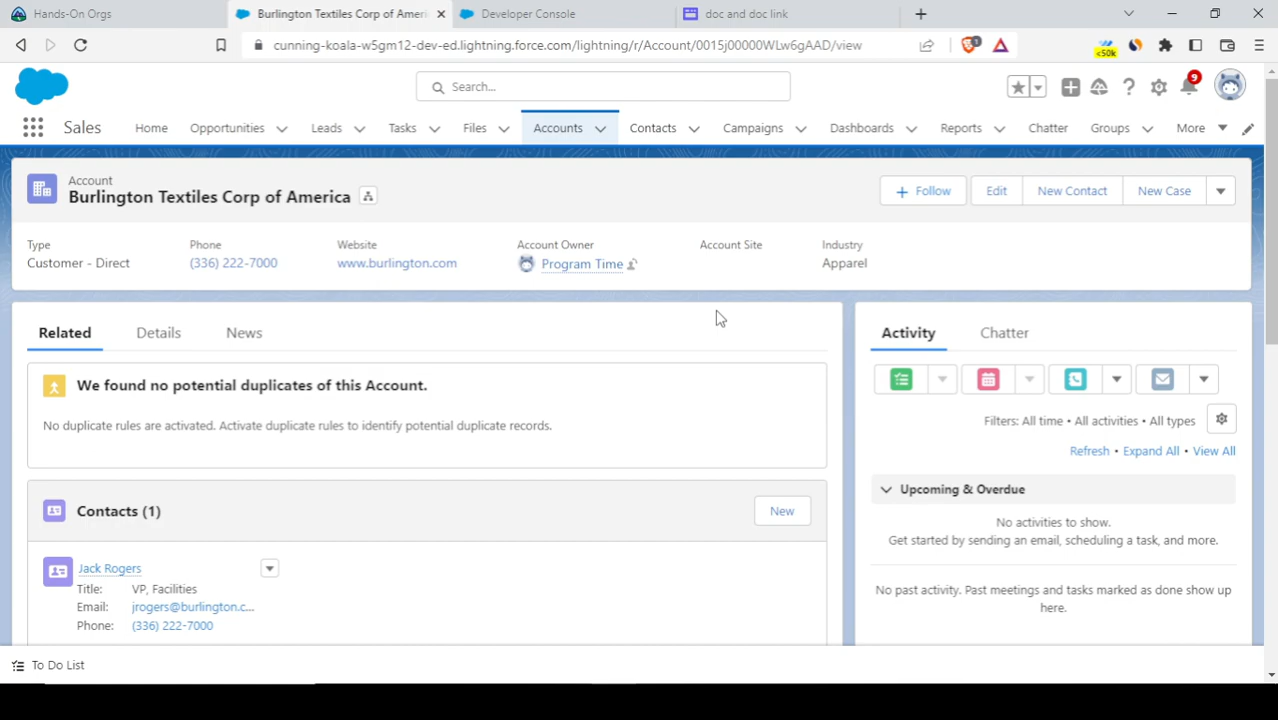 Hands-On Orgs
Burlington Textiles Corp of Ameri
Developer Console
doc and doc link
cunning-koala-w5gm12-dev-ed.lightning.force.com/lightning/r/Account/0015j00000WLw6gAAD/view
1
<50k
Search...
9
Sales
Home
Opportunities
Leads
Tasks
Files
Accounts
Contacts
Campaigns
Dashboards
Reports
Chatter
Groups
More
Account
Burlington Textiles Corp of America
+ Follow
Edit
New Contact
New Case
Type
Phone
Website
Account Owner
Account Site
Industry
Customer - Direct
(336) 222-7000
www.burlington.com
Program Time
Apparel
Related
Details
News
We found no potential duplicates of this Account.
No duplicate rules are activated. Activate duplicate rules to identify potential duplicate records.
Contacts (1)
New
Jack Rogers
Title: VP, Facilities
Email: jrogers@burlington.c...
Phone: (336) 222-7000
Activity
Chatter
Filters: All time • All activities • All types
Refresh • Expand All • View All
Upcoming & Overdue
No activities to show.
Get started by sending an email, scheduling a task, and more.
No past activity. Past meetings and tasks marked as done show up
here.
To Do List